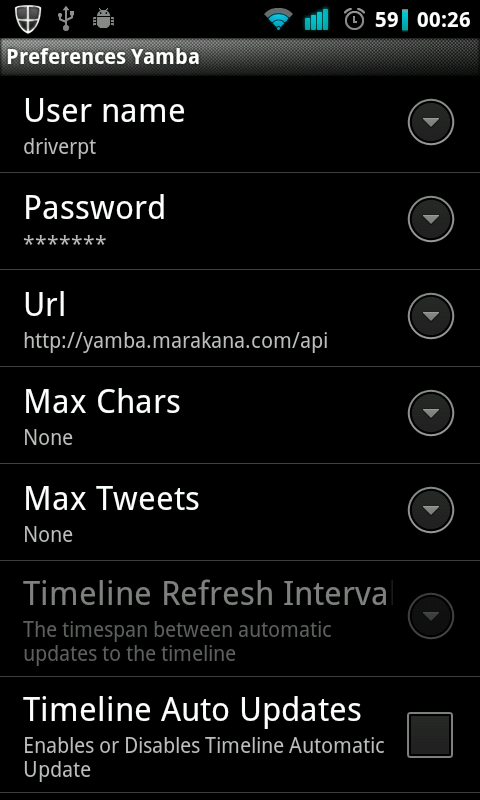 59 00:26
Preferences Yamba
User name
driverpt
Password
*******
Url
http://yamba.marakana.com/api
Max Chars
None
Max Tweets
None
Timeline Refresh Interva
The timespan between automatic
updates to the timeline
Timeline Auto Updates
Enables or Disables Timeline Automatic
Update